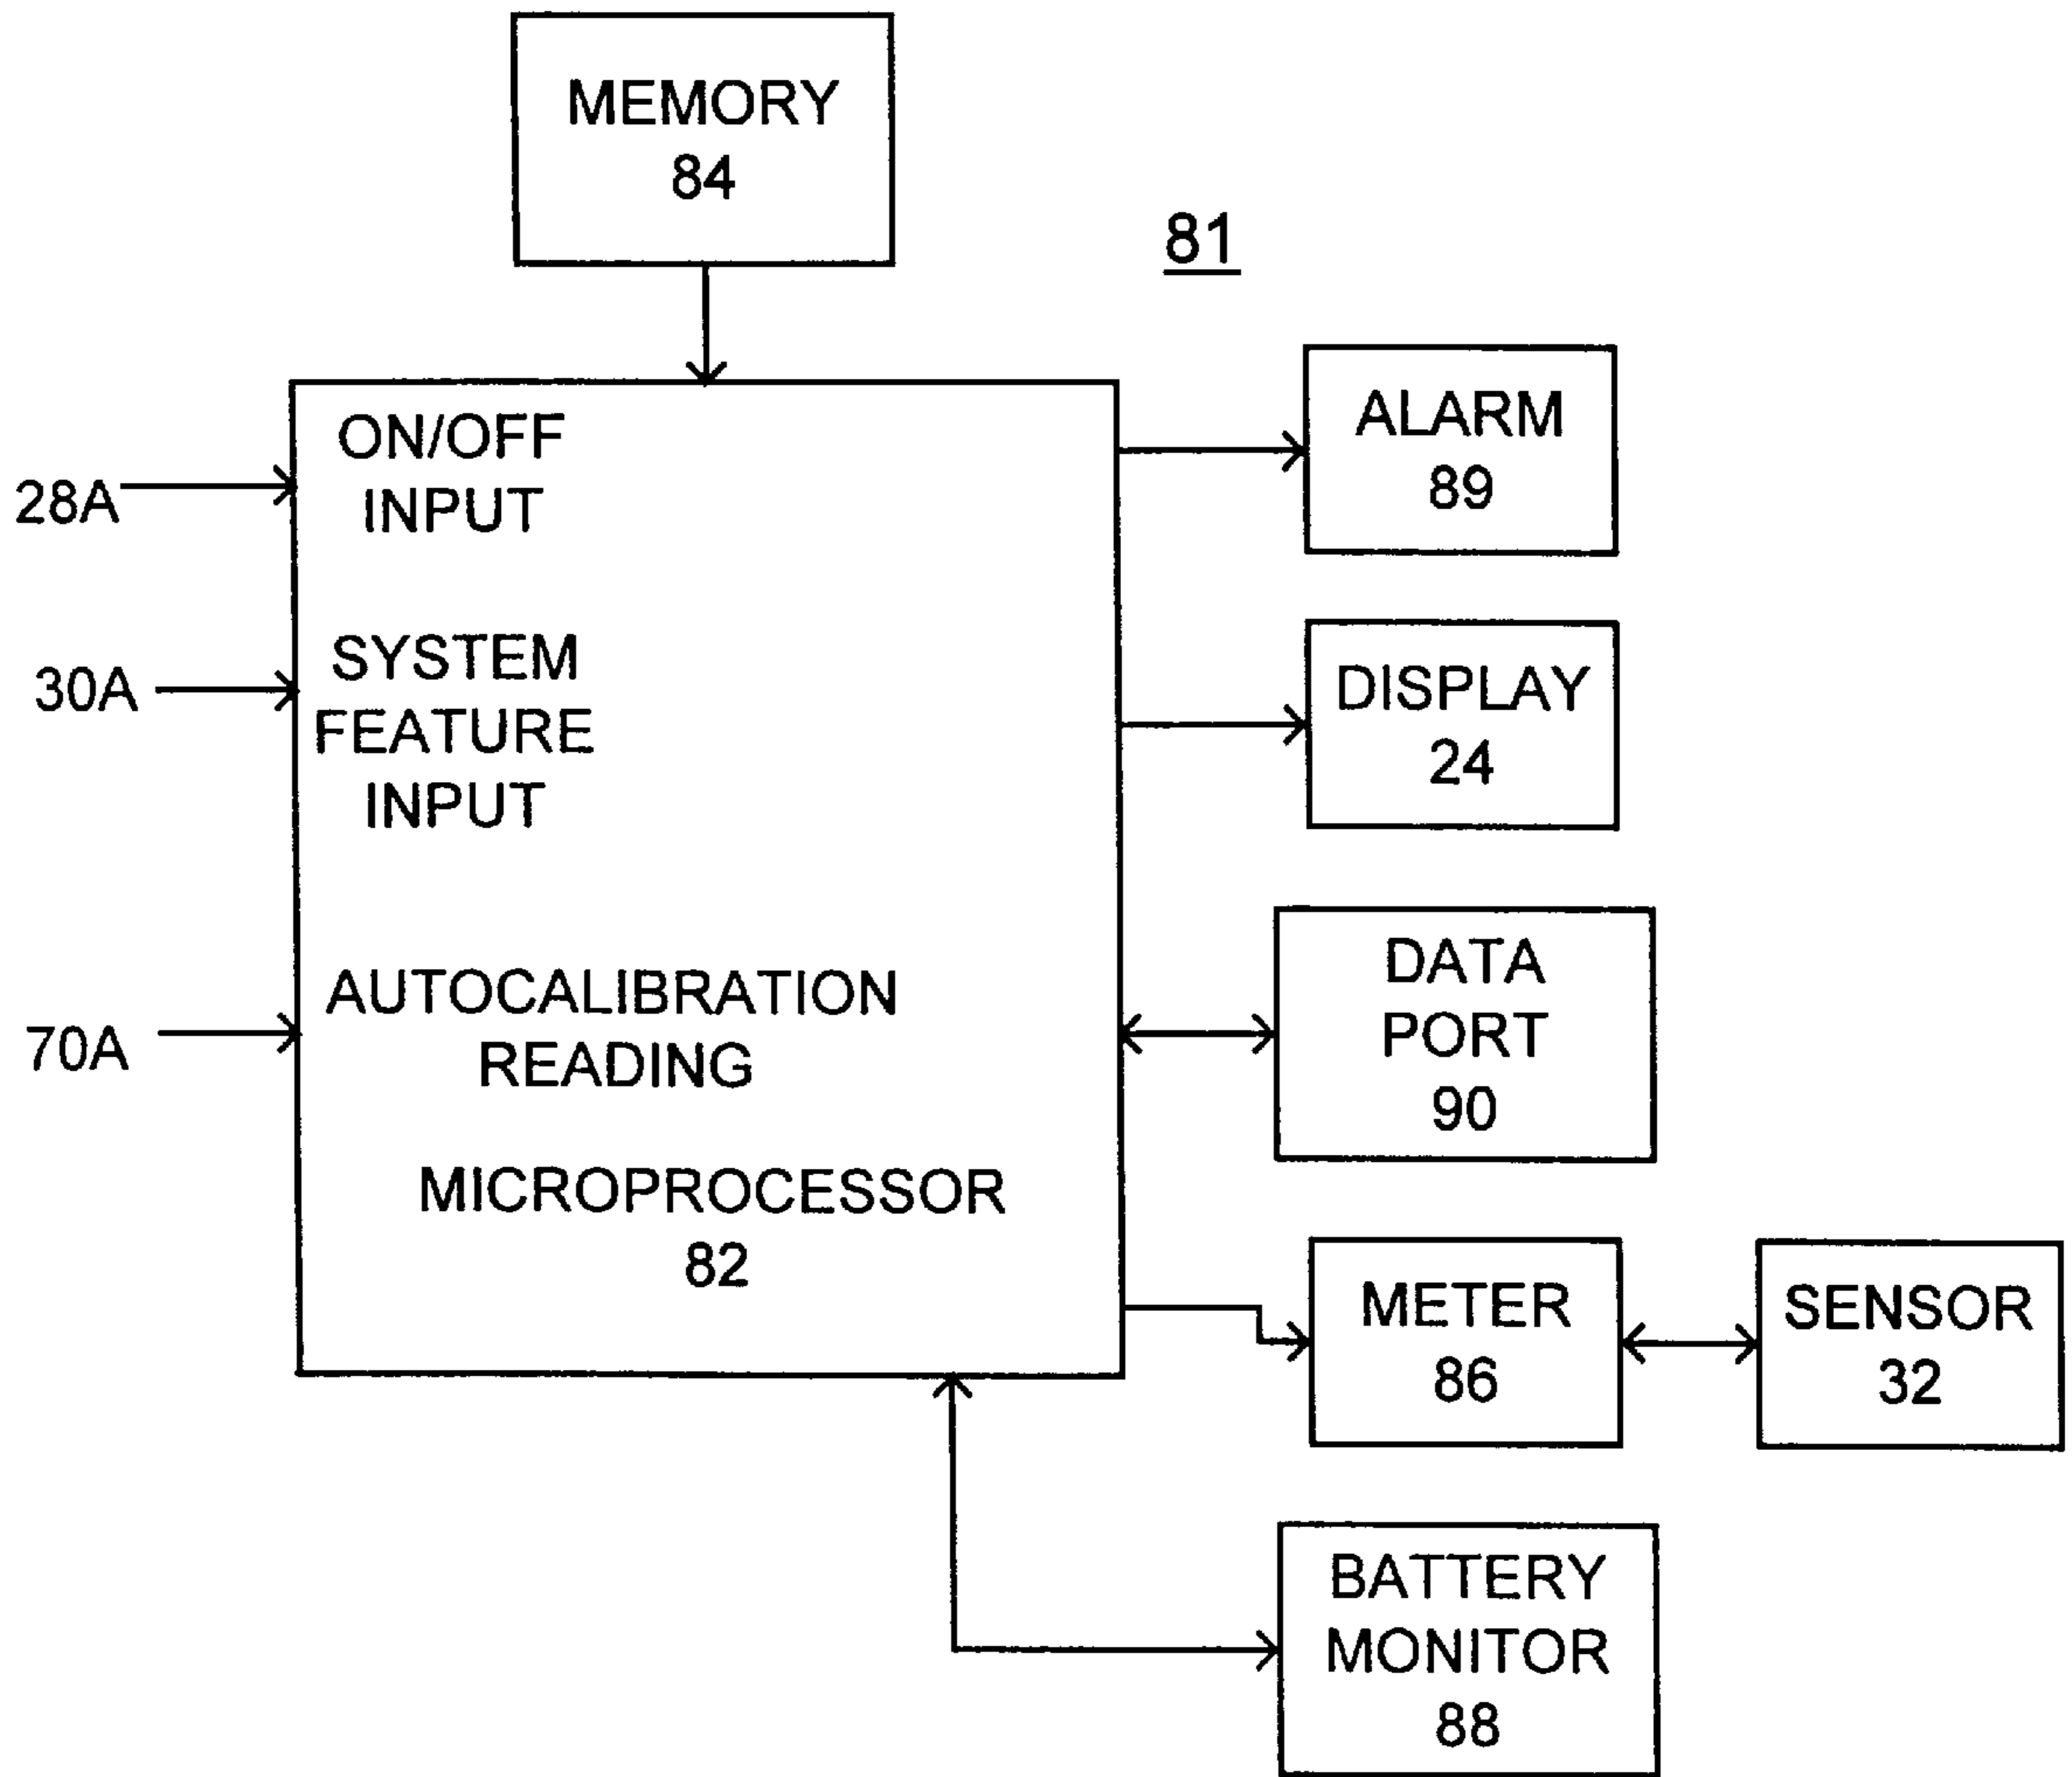 MEMORY
84
81
ON/OFF
INPUT
28A
ALARM
89
SYSTEM
FEATURE
INPUT
30A
DISPLAY
24
AUTOCALIBRATION
READING
70A
DATA
PORT
90
MICROPROCESSOR
82
METER
86
SENSOR
32
BATTERY
MONITOR
88